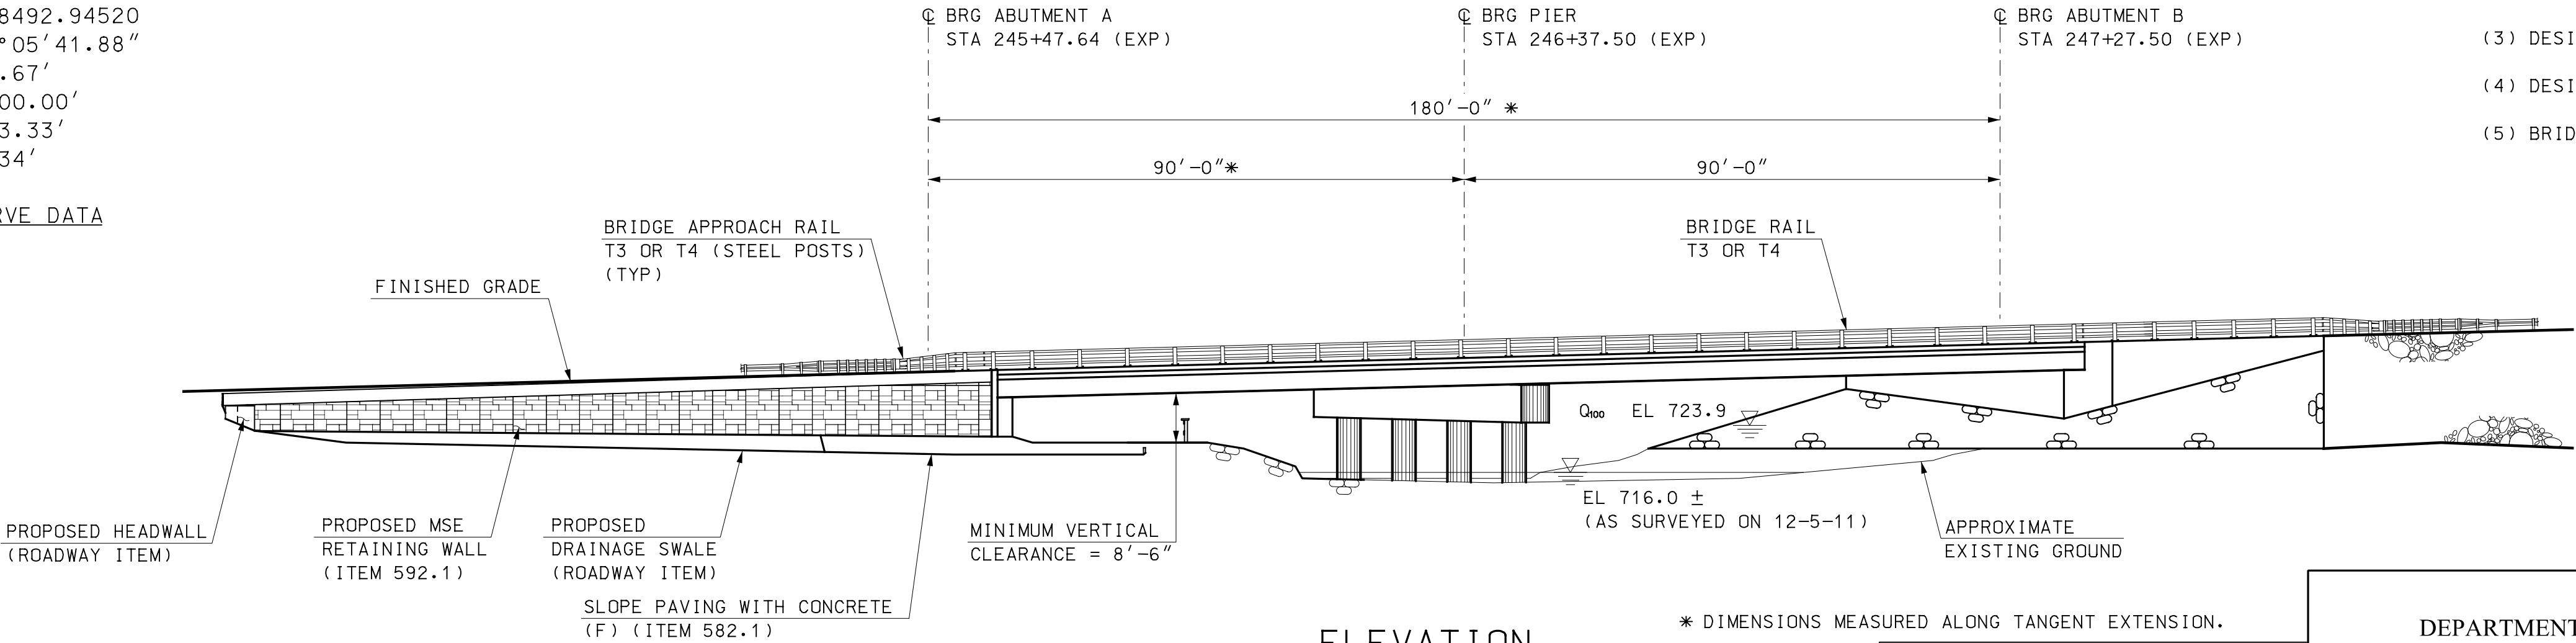 8492.94520
°05'41.88"
.67'
00.00'
3.33'
34'
RVE DATA
℄ BRG ABUTMENT A
STA 245+47.64 (EXP)
℄ BRG PIER
STA 246+37.50 (EXP)
℄ BRG ABUTMENT B
STA 247+27.50 (EXP)
(3) DESI
(4) DESI
(5) BRID
180'-0" *
90'-0"*
90'-0"
BRIDGE APPROACH RAIL
T3 OR T4 (STEEL POSTS)
(TYP)
BRIDGE RAIL
T3 OR T4
FINISHED GRADE
Q100 EL 723.9
EL 716.0 ±
(AS SURVEYED ON 12-5-11)
PROPOSED HEADWALL
(ROADWAY ITEM)
PROPOSED MSE
RETAINING WALL
(ITEM 592.1)
PROPOSED
DRAINAGE SWALE
(ROADWAY ITEM)
MINIMUM VERTICAL
CLEARANCE = 8'-6"
APPROXIMATE
EXISTING GROUND
SLOPE PAVING WITH CONCRETE
(F) (ITEM 582.1)
* DIMENSIONS MEASURED ALONG TANGENT EXTENSION.
ELEVATION
DEPARTMENT